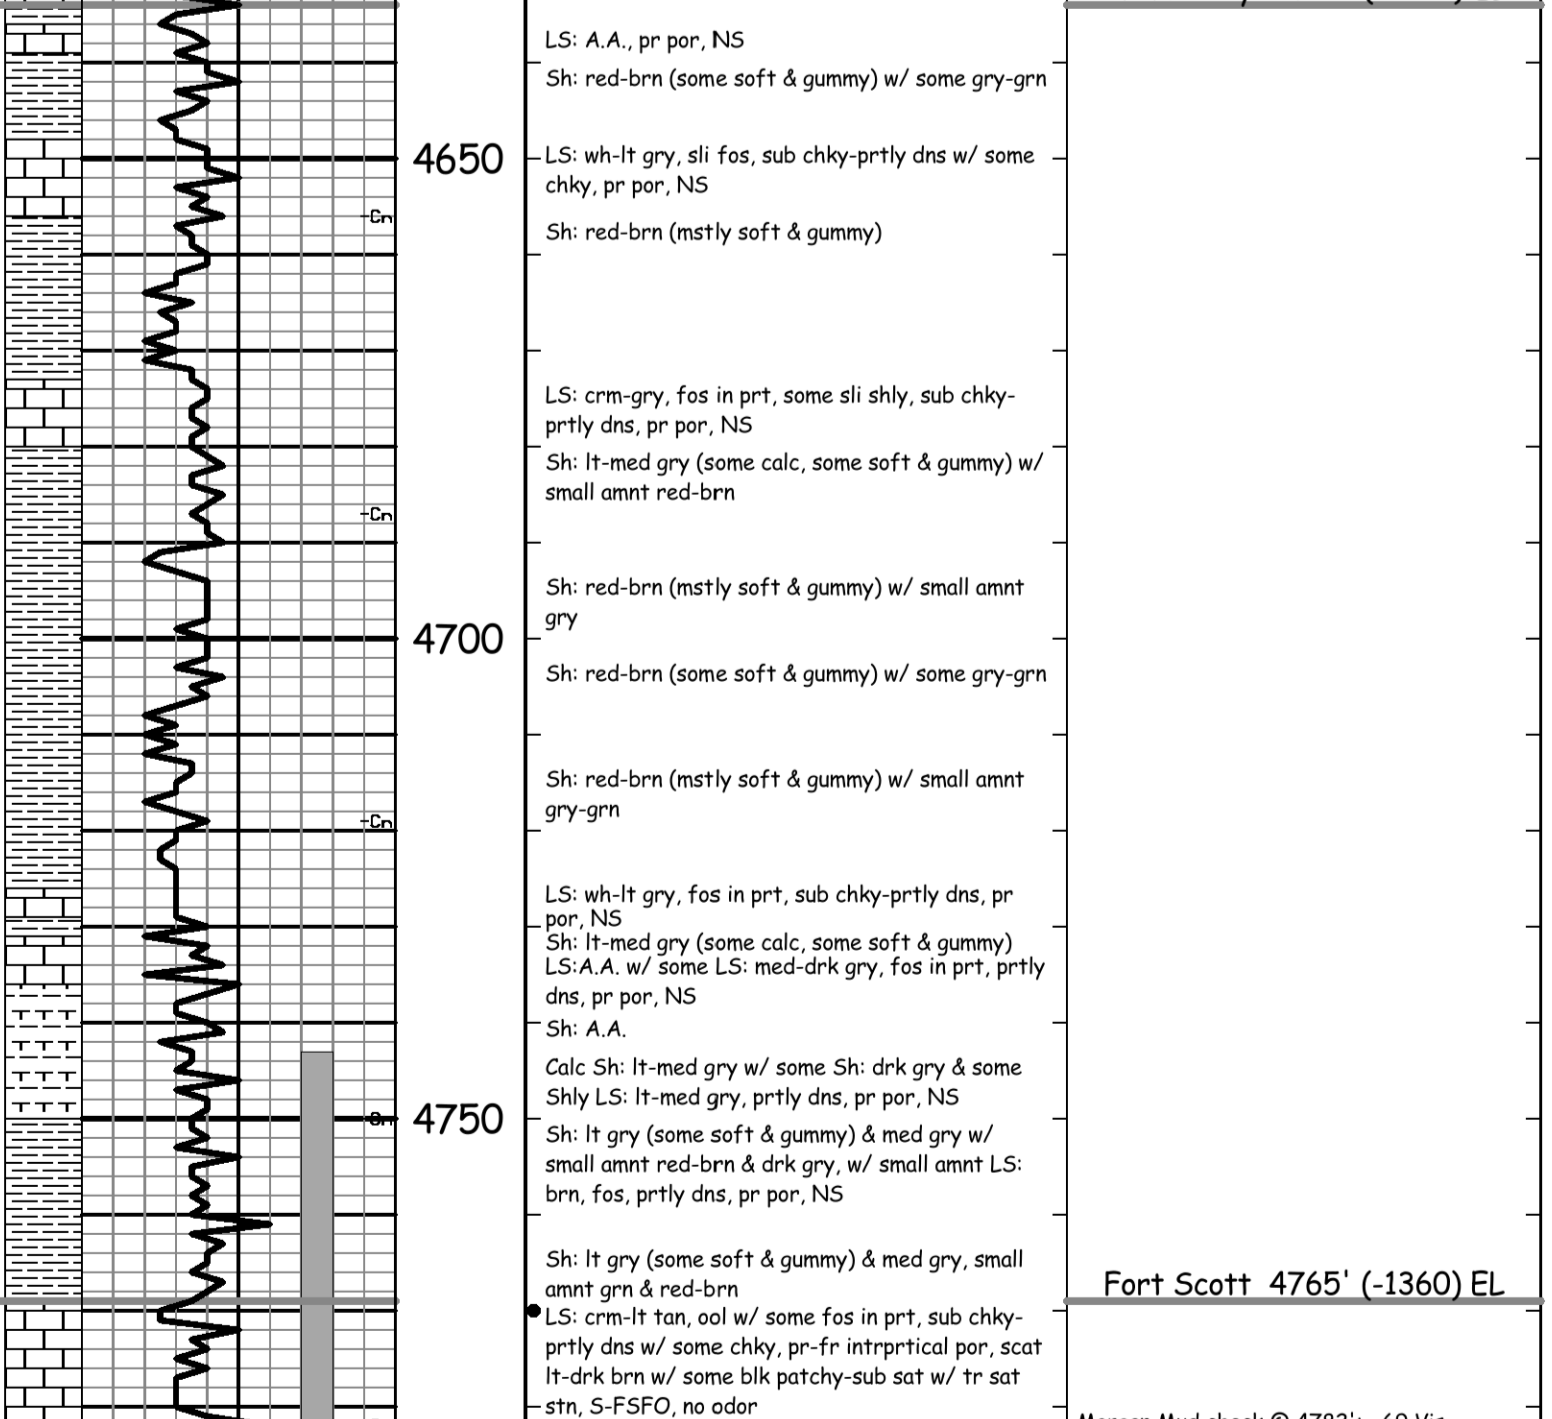 LS: A.A., pr por, NS
Sh: red-brn (some soft & gummy) w/ some gry-grn
4650
LS: wh-lt gry, sli fos, sub chky-prtly dns w/ some
chky, pr por, NS
Cn
Sh: red-brn (mstly soft & gummy)
LS: crm-gry, fos in prt, some sli shly, sub chky-
prtly dns, pr por, NS
Sh: lt-med gry (some calc, some soft & gummy) w/
small amnt red-brn
Cn
Sh: red-brn (mstly soft & gummy) w/ small amnt
gry
4700
Sh: red-brn (some soft & gummy) w/ some gry-grn
Sh: red-brn (mstly soft & gummy) w/ small amnt
gry-grn
Cn
LS: wh-lt gry, fos in prt, sub chky-prtly dns, pr
por, NS
Sh: lt-med gry (some calc, some soft & gummy)
LS:A.A. w/ some LS: med-drk gry, fos in prt, prtly
dns, pr por, NS
Sh: A.A.
Calc Sh: lt-med gry w/ some Sh: drk gry & some
Shly LS: lt-med gry, prtly dns, pr por, NS
4750
Sh: lt gry (some soft & gummy) & med gry w/
small amnt red-brn & drk gry, w/ small amnt LS:
brn, fos, prtly dns, pr por, NS
Sh: lt gry (some soft & gummy) & med gry, small
amnt grn & red-brn
Fort Scott 4765' (-1360) EL
LS: crm-lt tan, ool w/ some fos in prt, sub chky-
prtly dns w/ some chky, pr-fr intrprtical por, scat
lt-drk brn w/ some blk patchy-sub sat w/ tr sat
stn, S-FSFO, no odor